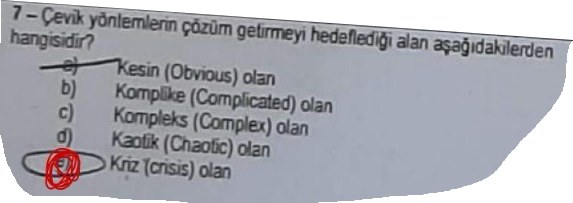 7 – Çevik yöntemlerin çözüm getirmeyi hedeflediği alan aşağıdakilerden
hangisidir?
a) Kesin (Obvious) olan
b) Komplike (Complicated) olan
c) Kompleks (Complex) olan
d) Kaotik (Chaotic) olan
e) Kriz (crisis) olan